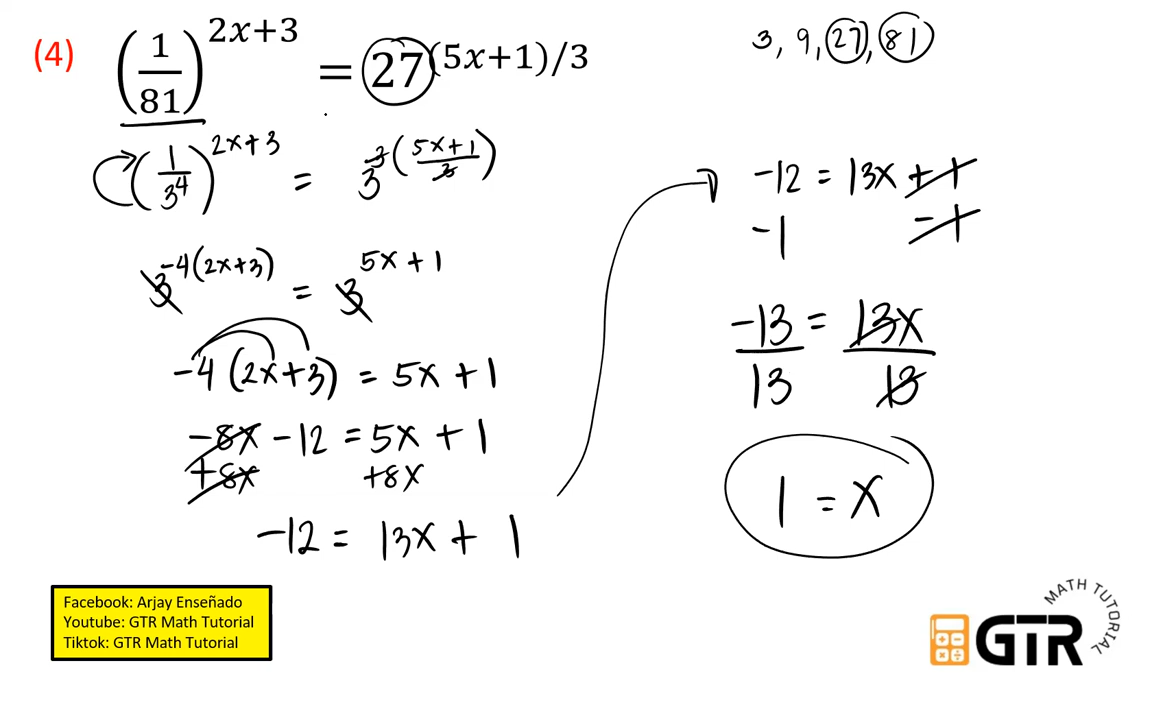 (4) (1/81)^(2x+3) = 27^((5x+1)/3)
3, 9, 27, 81
(1/3^4)^(2x+3) = 3^(3((5x+1)/3))
3^(-4(2x+3)) = 3^(5x+1)
-4(2x+3) = 5x+1
-8x -12 = 5x + 1
+8x +8x
-12 = 13x + 1
-12 = 13x + 1
-1 -1
-13/13 = 13x/13
1 = x
Facebook: Arjay Enseñado
Youtube: GTR Math Tutorial
Tiktok: GTR Math Tutorial
GTR MATH TUTORIAL